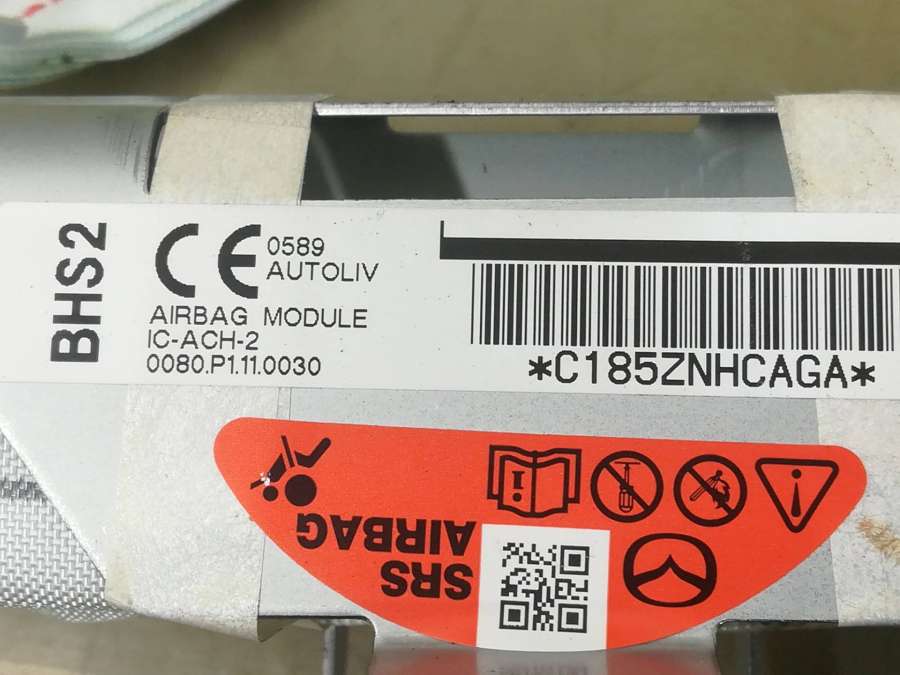 BHS2
CE 0589
AUTOLIV
AIRBAG MODULE
IC-ACH-2
0080.P1.11.0030
*C185ZNHCAGA*
SRS
AIRBAG